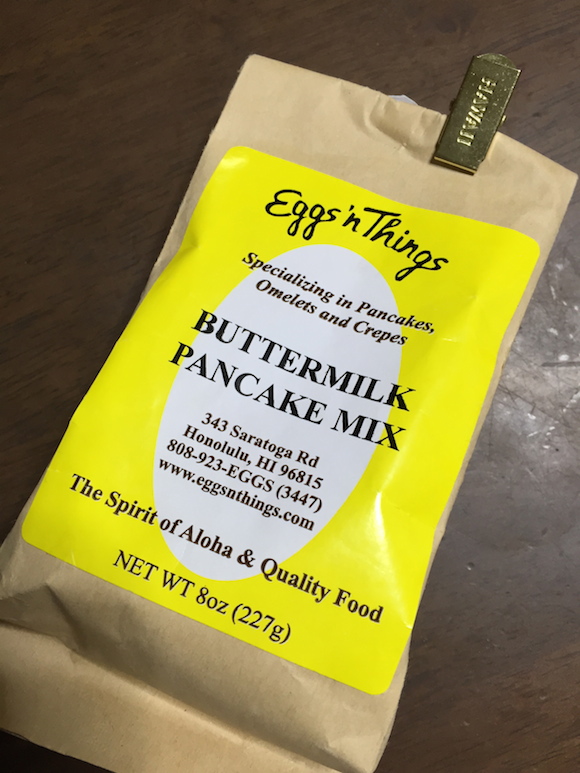 HAWAII
Eggs 'n Things
Specializing in Pancakes,
Omelets and Crepes
BUTTERMILK
PANCAKE MIX
343 Saratoga Rd
Honolulu, HI 96815
808-923-EGGS (3447)
www.eggsnthings.com
The Spirit of Aloha & Quality Food
NET WT 8oz (227g)